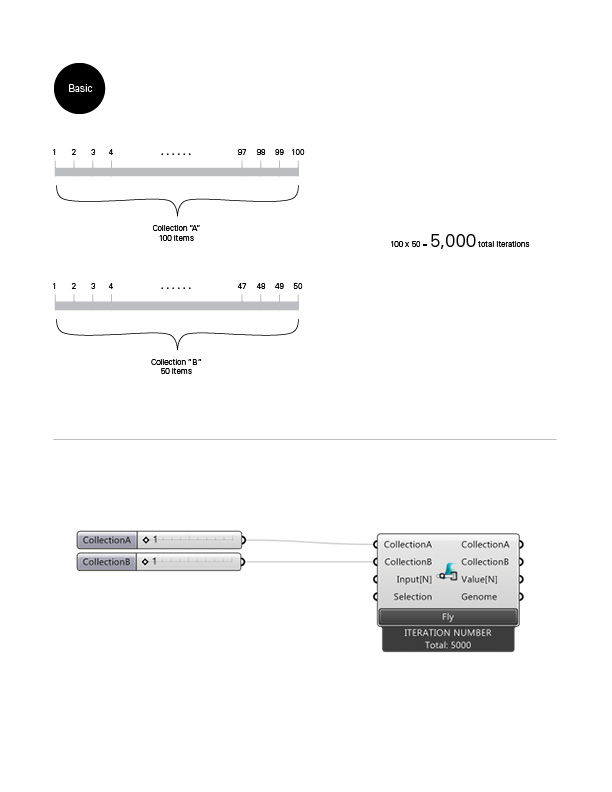 Basic
1 2 3 4 ...... 97 98 99 100
Collection "A"
100 Items
100 x 50 = 5,000 total Iterations
1 2 3 4 ...... 47 48 49 50
Collection "B"
50 Items
CollectionA 1
CollectionB 1
CollectionA CollectionA
CollectionB CollectionB
Input[N] Value[N]
Selection Genome
Fly
ITERATION NUMBER
Total: 5000